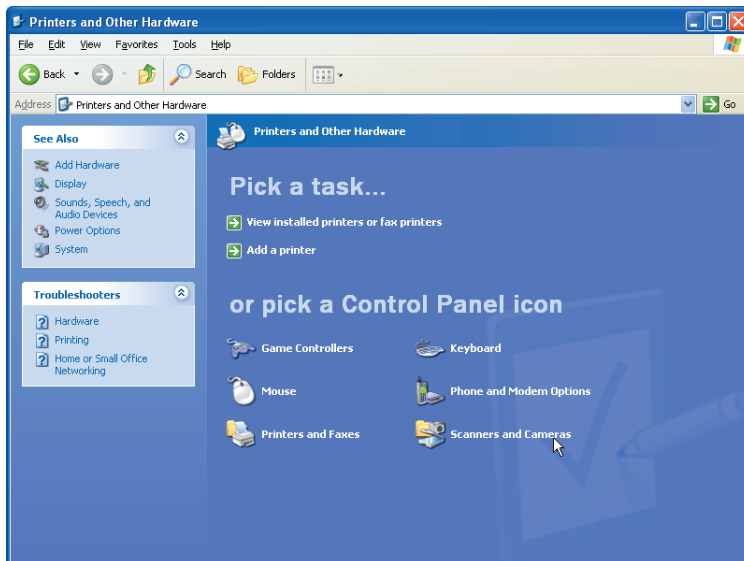 Printers and Other Hardware
File Edit View Favorites Tools Help
Back Search Folders
Address Printers and Other Hardware Go
See Also
Add Hardware
Display
Sounds, Speech, and
Audio Devices
Power Options
System
Troubleshooters
Hardware
Printing
Home or Small Office
Networking
Printers and Other Hardware
Pick a task...
View installed printers or fax printers
Add a printer
or pick a Control Panel icon
Game Controllers Keyboard
Mouse Phone and Modem Options
Printers and Faxes Scanners and Cameras